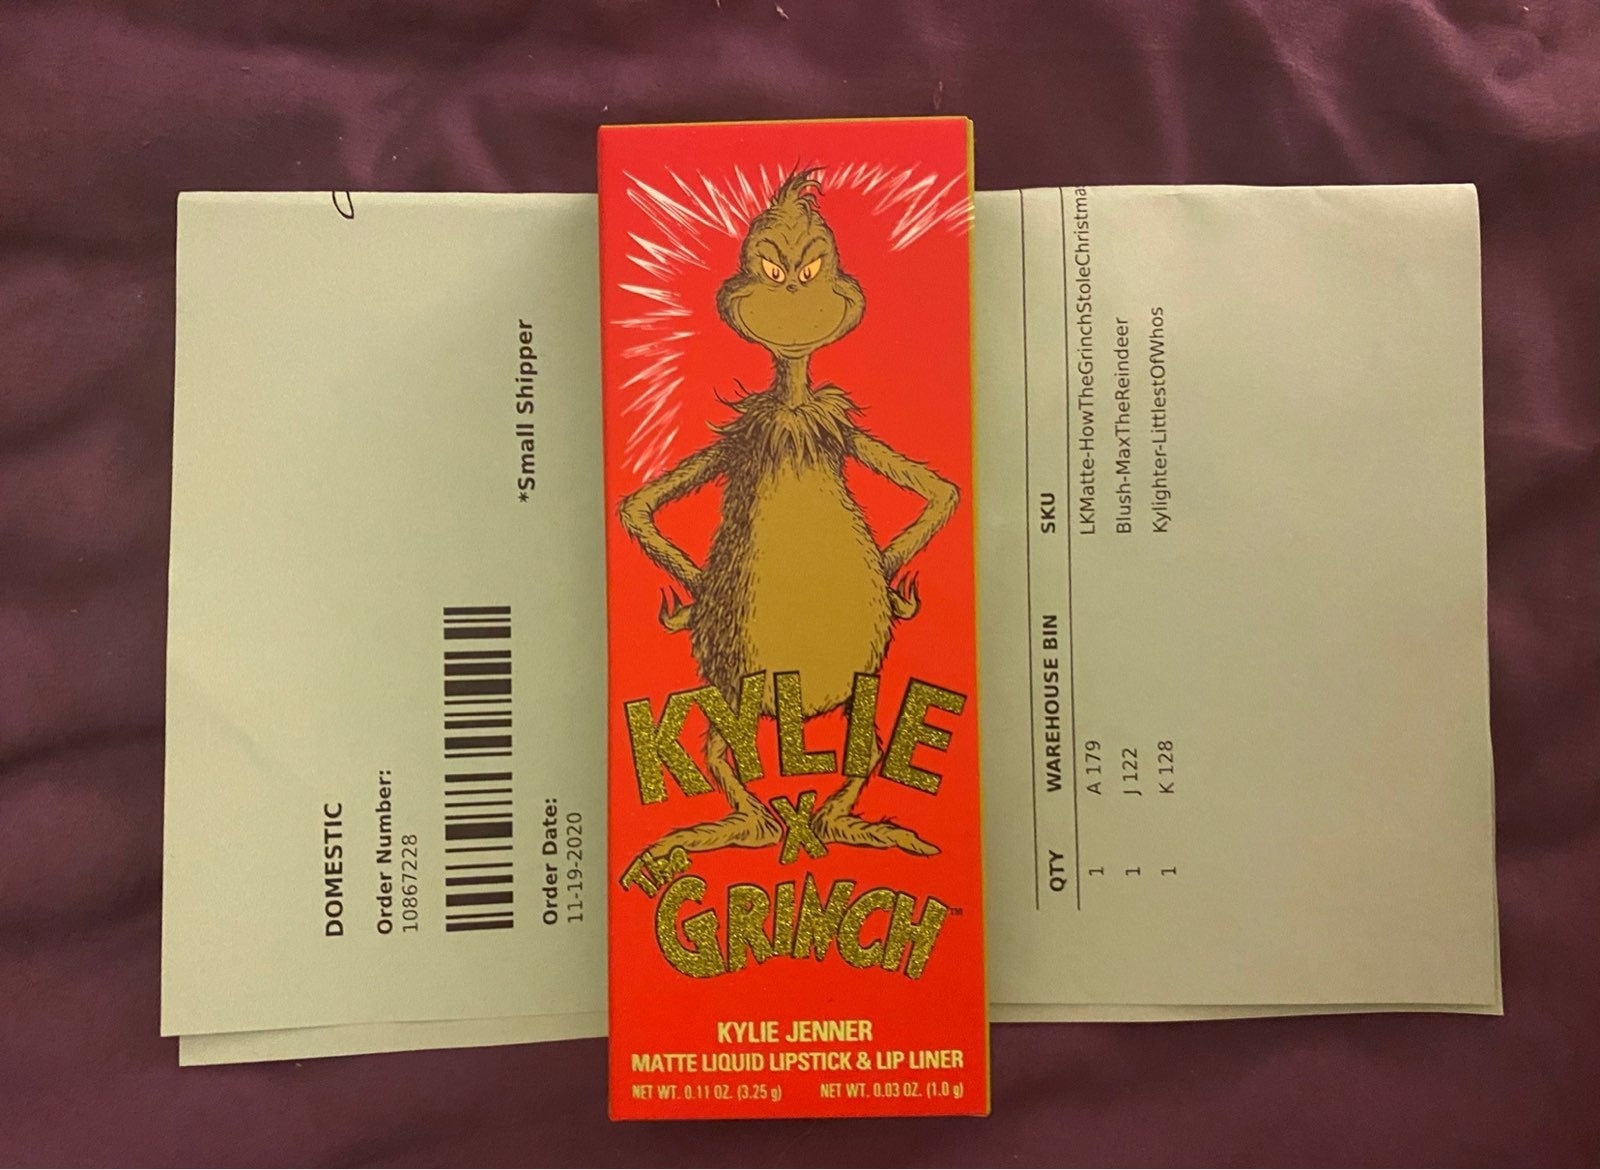 DOMESTIC
Order Number:
10867228
*Small Shipper
Order Date:
11-19-2020
KYLIE
X
The
GRINCH™
KYLIE JENNER
MATTE LIQUID LIPSTICK & LIP LINER
NET WT. 0.11 OZ. (3.25 g) NET WT. 0.03 OZ. (1.0 g)
QTY WAREHOUSE BIN SKU
1 A 179 LKMatte-HowTheGrinchStoleChristma
1 J 122 Blush-MaxTheReindeer
1 K 128 Kylighter-LittlestOfWhos